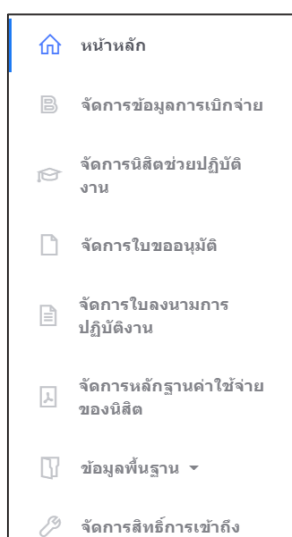 หน้าหลัก
จัดการข้อมูลการเบิกจ่าย
จัดการนิสิตช่วยปฏิบัติ
งาน
จัดการใบขออนุมัติ
จัดการใบลงนามการ
ปฏิบัติงาน
จัดการหลักฐานค่าใช้จ่าย
ของนิสิต
ข้อมูลพื้นฐาน
จัดการสิทธิ์การเข้าถึง